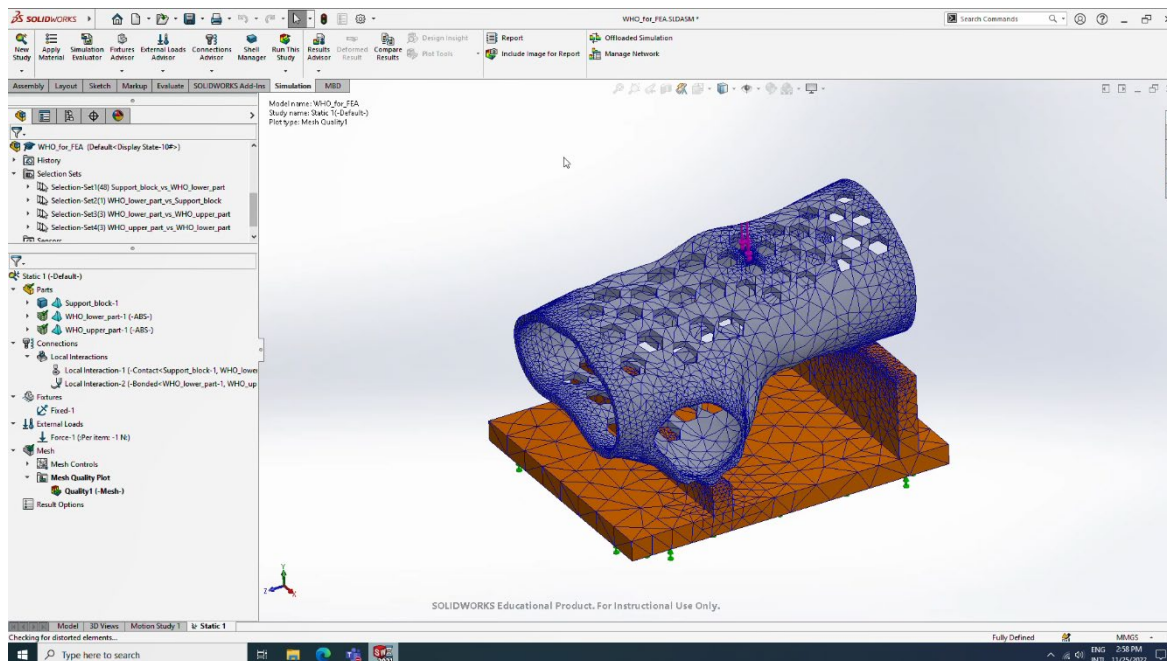 SOLIDWORKS
WHO_for_FEA.SLDASM *
Search Commands
New Study
Apply Material
Simulation Evaluator
Fixtures Advisor
External Loads Advisor
Connections Advisor
Shell Manager
Run This Study
Results Advisor
Deformed Result
Compare Results
Design Insight
Plot Tools
Report
Include Image for Report
Offloaded Simulation
Manage Network
Assembly Layout Sketch Markup Evaluate SOLIDWORKS Add-Ins Simulation MBD
Model name: WHO_for_FEA
Study name: Static 1(-Default-)
Plot type: Mesh Quality1
WHO_for_FEA (Default<Display State-10#>)
History
Selection Sets
Selection-Set1(48) Support_block_vs_WHO_lower_part
Selection-Set2(1) WHO_lower_part_vs_Support_block
Selection-Set3(3) WHO_lower_part_vs_WHO_upper_part
Selection-Set4(3) WHO_upper_part_vs_WHO_lower_part
Sensors
Static 1 (-Default-)
Parts
Support_block-1
WHO_lower_part-1 (-ABS-)
WHO_upper_part-1 (-ABS-)
Connections
Local Interactions
Local Interaction-1 (-Contact<Support_block-1, WHO_lowe
Local Interaction-2 (-Bonded<WHO_lower_part-1, WHO_up
Fixtures
Fixed-1
External Loads
Force-1 (:Per item: -1 N:)
Mesh
Mesh Controls
Mesh Quality Plot
Quality1 (-Mesh-)
Result Options
Y
Z
X
SOLIDWORKS Educational Product. For Instructional Use Only.
Model 3D Views Motion Study 1 Static 1
Checking for distorted elements...
Fully Defined
MMGS
Type here to search
ENG
INTL
2:58 PM
11/25/2022